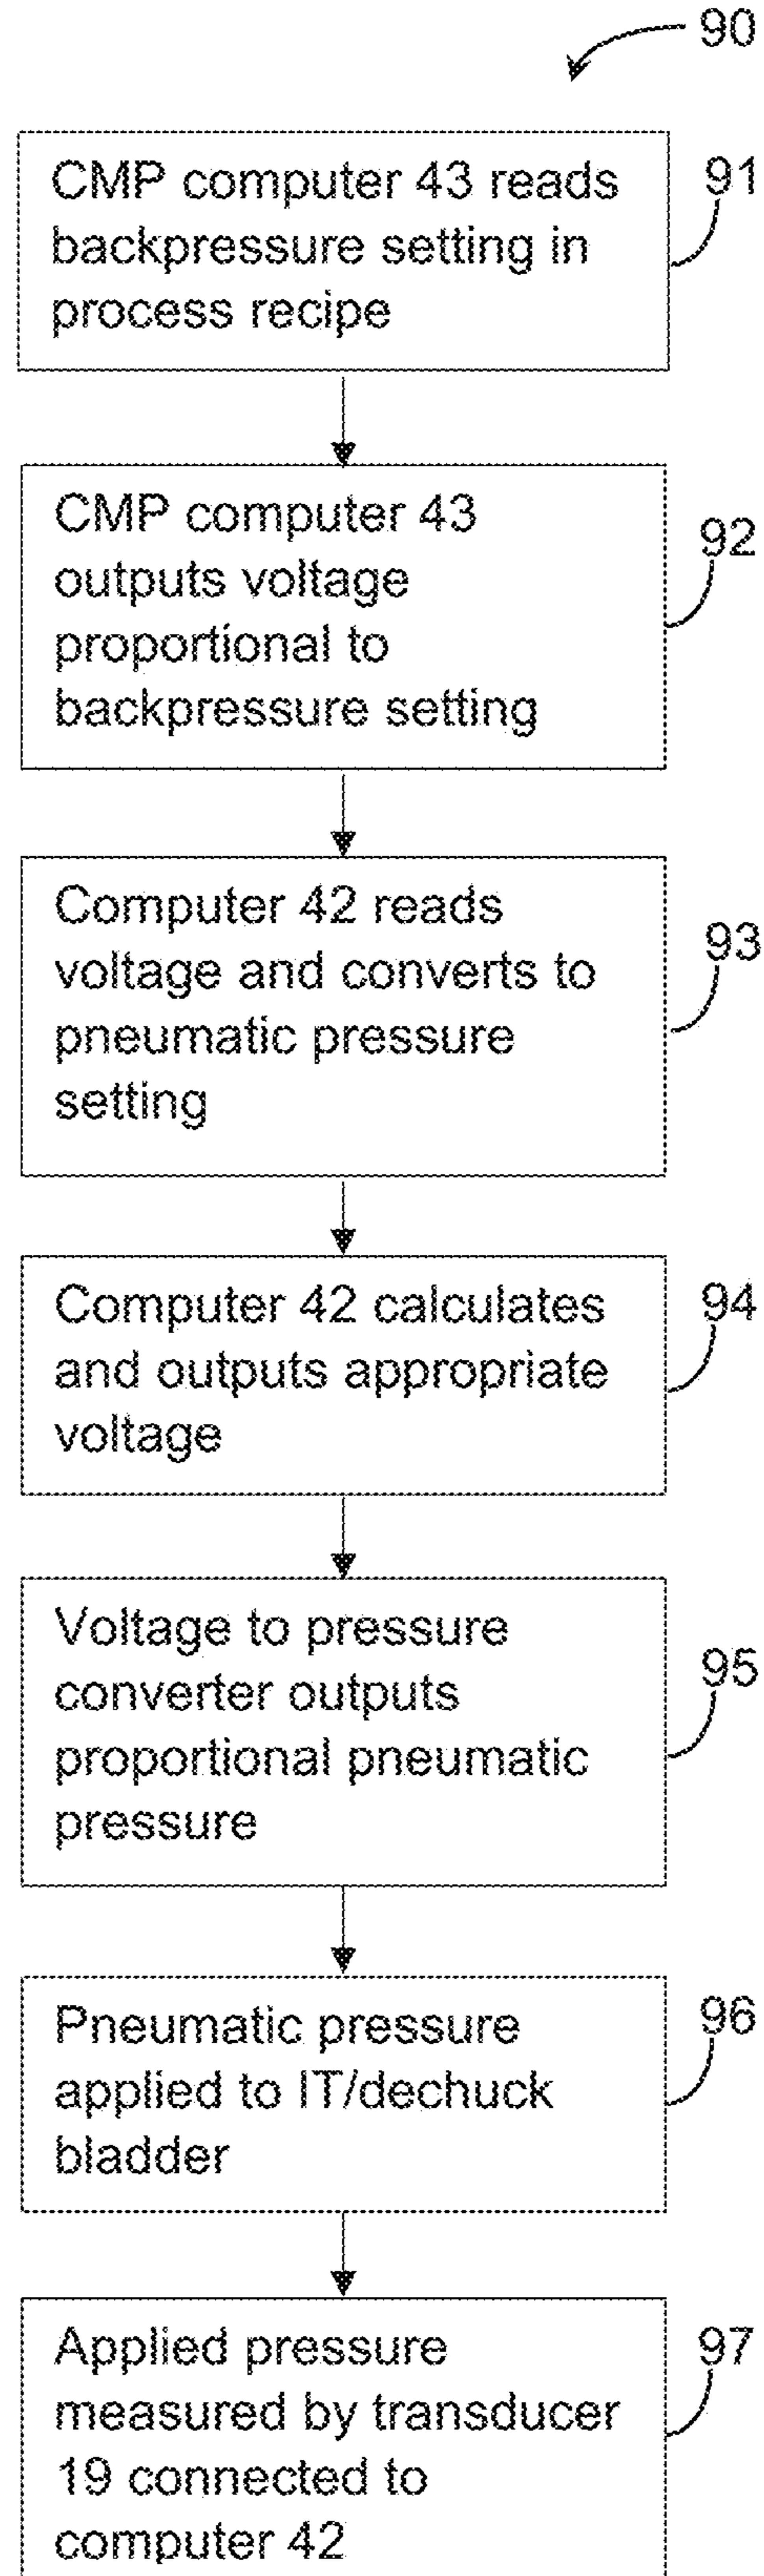 90
CMP computer 43 reads
backpressure setting in
process recipe
91
CMP computer 43
outputs voltage
proportional to
backpressure setting
92
Computer 42 reads
voltage and converts to
pneumatic pressure
setting
93
Computer 42 calculates
and outputs appropriate
voltage
94
Voltage to pressure
converter outputs
proportional pneumatic
pressure
95
Pneumatic pressure
applied to IT/dechuck
bladder
96
Applied pressure
measured by transducer
19 connected to
computer 42
97